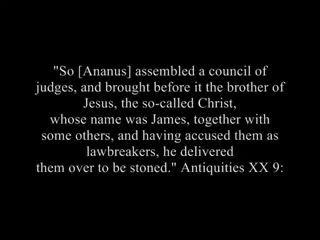 "So [Ananus] assembled a council of
judges, and brought before it the brother of
Jesus, the so-called Christ,
whose name was James, together with
some others, and having accused them as
lawbreakers, he delivered
them over to be stoned." Antiquities XX 9: